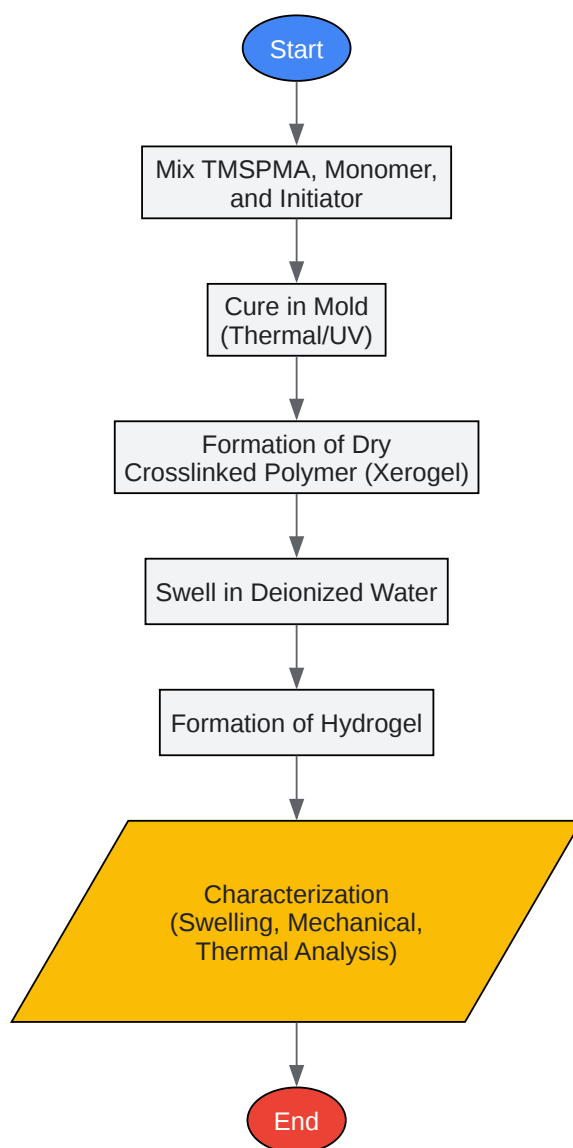 Start
Mix TMSPMA, Monomer,
and Initiator
Cure in Mold
(Thermal/UV)
Formation of Dry
Crosslinked Polymer (Xerogel)
Swell in Deionized Water
Formation of Hydrogel
Characterization
(Swelling, Mechanical,
Thermal Analysis)
End